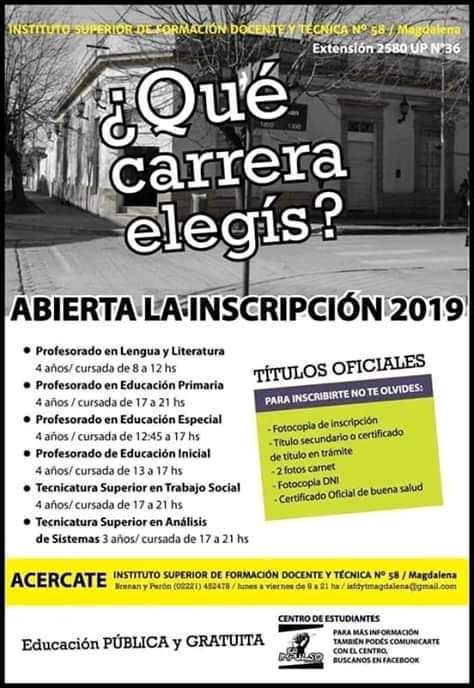 INSTITUTO SUPERIOR DE FORMACIÓN DOCENTE Y TÉCNICA Nº 58 / Magdalena
Extensión 2580 UP N°36
¿Qué
carrera
elegís?
ABIERTA LA INSCRIPCIÓN 2019
• Profesorado en Lengua y Literatura
4 años/ cursada de 8 a 12 hs
• Profesorado en Educación Primaria
4 años / cursada de 17 a 21 hs
• Profesorado en Educación Especial
4 años / cursada de 12:45 a 17 hs
• Profesorado de Educación Inicial
4 años/ cursada de 13 a 17 hs
• Tecnicatura Superior en Trabajo Social
4 años/ cursada de 17 a 21 hs
• Tecnicatura Superior en Análisis
de Sistemas 3 años/ cursada de 17 a 21 hs
TÍTULOS OFICIALES
PARA INSCRIBIRTE NO TE OLVIDES:
- Fotocopia de inscripción
- Título secundario o certificado
de título en trámite
- 2 fotos carnet
- Fotocopia DNI
- Certificado Oficial de buena salud
ACERCATE
INSTITUTO SUPERIOR DE FORMACIÓN DOCENTE Y TÉCNICA Nº 58 / Magdalena
Brenan y Perón (02221) 452478 / lunes a viernes de 8 a 21 hs / isfdytmagdalena@gmail.com
Educación PÚBLICA y GRATUITA
CENTRO DE ESTUDIANTES
IMPULSO
PARA MÁS INFORMACIÓN
TAMBIÉN PODÉS COMUNICARTE
CON EL CENTRO,
BUSCANOS EN FACEBOOK